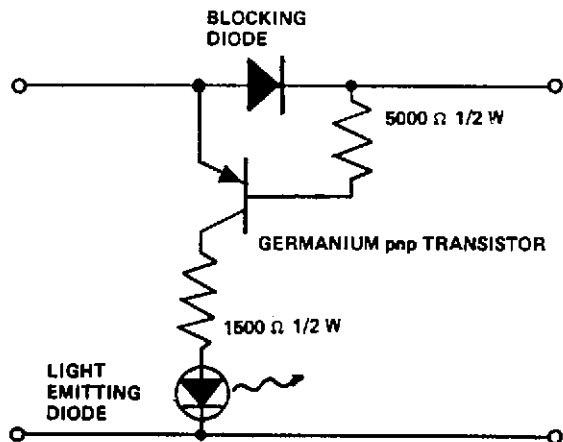 BLOCKING
DIODE
5000 Ω 1/2 W
GERMANIUM pnp TRANSISTOR
1500 Ω 1/2 W
LIGHT
EMITTING
DIODE